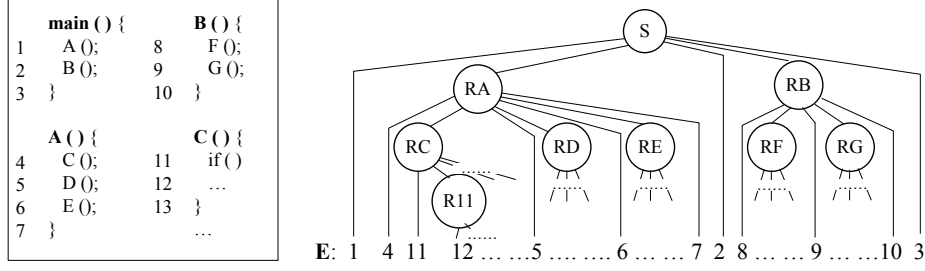 main ( ) { B ( ) {
1 A ( ); 8 F ( );
2 B ( ); 9 G ( );
3 } 10 }
A ( ) { C ( ) {
4 C ( ); 11 if ( )
5 D ( ); 12 …
6 E ( ); 13 }
7 } …
S
RA RB
RC RD RE RF RG
...... ...... ...... ...... ......
R11
......
E: 1 4 11 12 … …5 …. …. 6 … … 7 2 8 … … 9 … …10 3